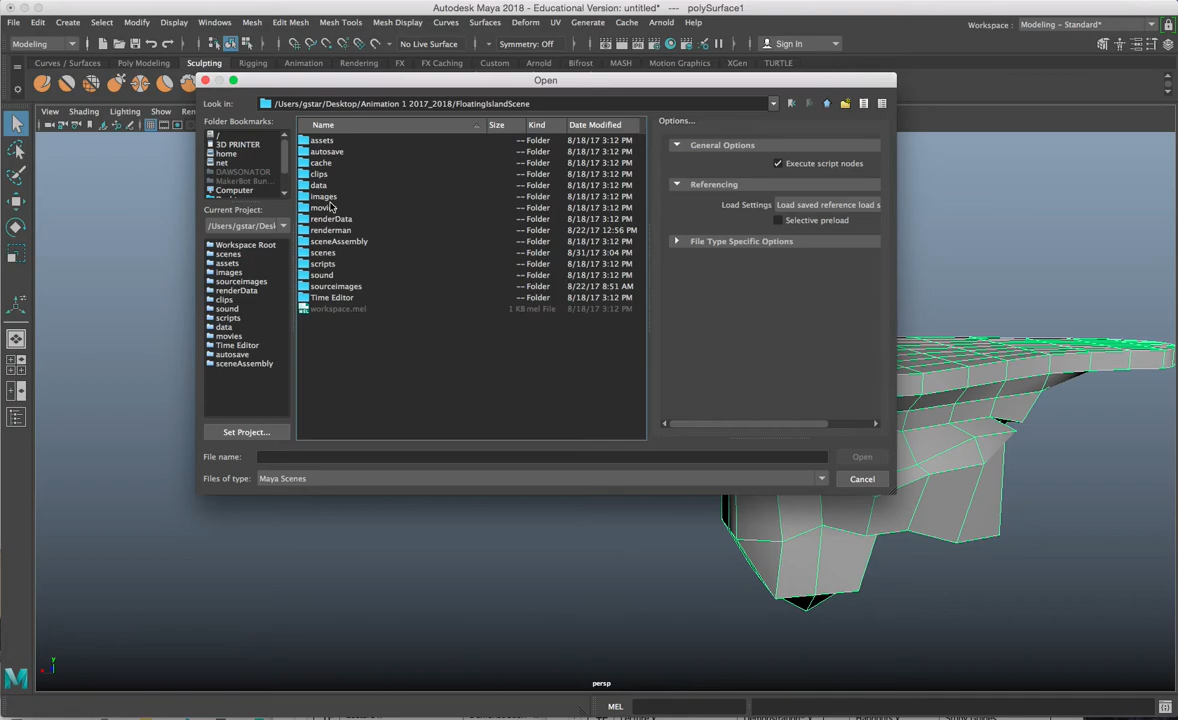 Autodesk Maya 2018 - Educational Version: untitled*  ---  polySurface1
File Edit Create Select Modify Display Windows Mesh Edit Mesh Mesh Tools Mesh Display Curves Surfaces Deform UV Generate Cache Arnold Help
Workspace : Modeling - Standard*
Modeling No Live Surface Symmetry: Off Sign In
Curves / Surfaces Poly Modeling Sculpting Rigging Animation Rendering FX FX Caching Custom Arnold Bifrost MASH Motion Graphics XGen TURTLE
Open
View Shading Lighting Show
Look in: /Users/gstar/Desktop/Animation 1 2017_2018/FloatingIslandScene
Folder Bookmarks:
/
3D PRINTER
home
net
DAWSONATOR
MakerBot Bun...
Computer
Current Project:
/Users/gstar/Desl
Workspace Root
scenes
assets
images
sourceimages
renderData
clips
sound
scripts
data
movies
Time Editor
autosave
sceneAssembly
Set Project...
Name Size Kind Date Modified
assets -- Folder 8/18/17 3:12 PM
autosave -- Folder 8/18/17 3:12 PM
cache -- Folder 8/18/17 3:12 PM
clips -- Folder 8/18/17 3:12 PM
data -- Folder 8/18/17 3:12 PM
images -- Folder 8/18/17 3:12 PM
movies -- Folder 8/18/17 3:12 PM
renderData -- Folder 8/18/17 3:12 PM
renderman -- Folder 8/22/17 12:56 PM
sceneAssembly -- Folder 8/18/17 3:12 PM
scenes -- Folder 8/31/17 3:04 PM
scripts -- Folder 8/18/17 3:12 PM
sound -- Folder 8/18/17 3:12 PM
sourceimages -- Folder 8/22/17 8:51 AM
Time Editor -- Folder 8/18/17 3:12 PM
workspace.mel 1 KB mel File 8/18/17 3:12 PM
Options...
General Options
Execute script nodes
Referencing
Load Settings Load saved reference load s
Selective preload
File Type Specific Options
File name: Open
Files of type: Maya Scenes Cancel
y
persp
MEL